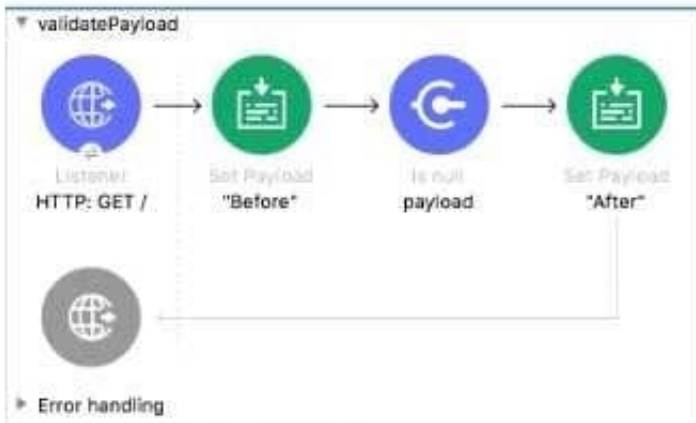 validatePayload
Listener
Set Payload
Is null
Set Payload
HTTP: GET /
"Before"
payload
"After"
Error handling